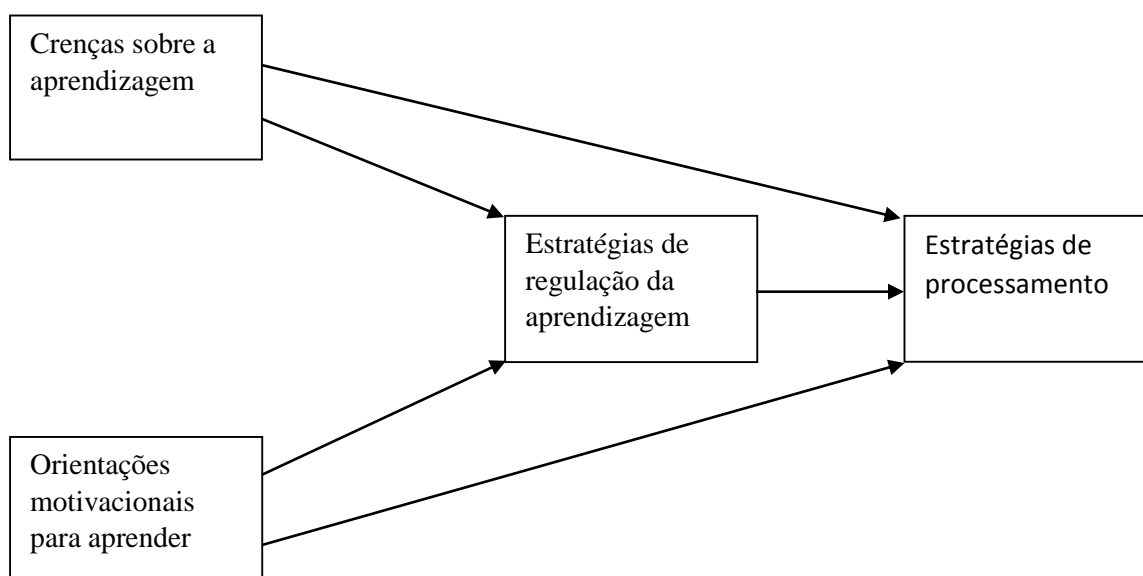 Crenças sobre a
aprendizagem
Estratégias de
regulação da
aprendizagem
Estratégias de
processamento
Orientações
motivacionais
para aprender